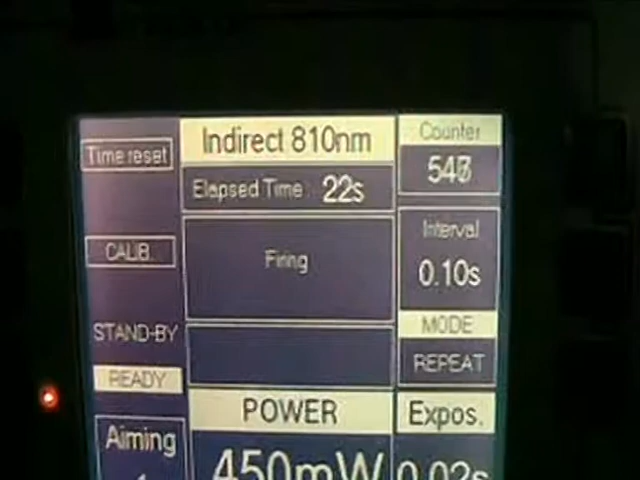 Indirect 810nm
Counter
Time reset
Elapsed Time 22s
Interval
CALIB.
Firing
0.10s
STAND-BY
MODE
READY
REPEAT
POWER
Expos.
Aiming
450mW
0.02s